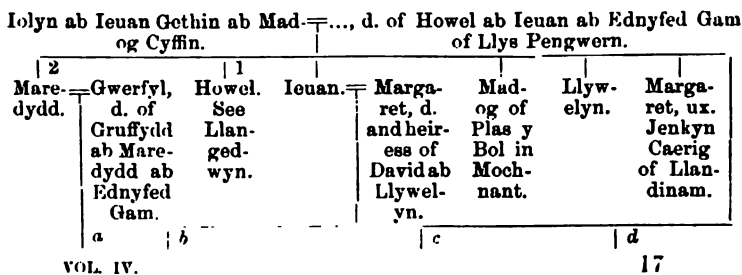 Iolyn ab Ieuan Gethin ab Mad-=..., d. of Howel ab Ieuan ab Ednyfed Gam
og Cyffin. of Llys Pengwern.
2 1
Mare-=Gwerfyl, Howel. Ieuan.=Marga- Mad- Llyw- Marga-
dydd. d. of See ret, d. og of elyn. ret, ux.
Gruffydd Llan- and heir- Plas y Jenkyn
ab Mare- ged- ess of Bol in Caerig
dydd ab wyn. David ab Moch- of Llan-
Ednyfed Llywel- nant. dinam.
Gam. yn.
a b c d
VOL. IV. 17